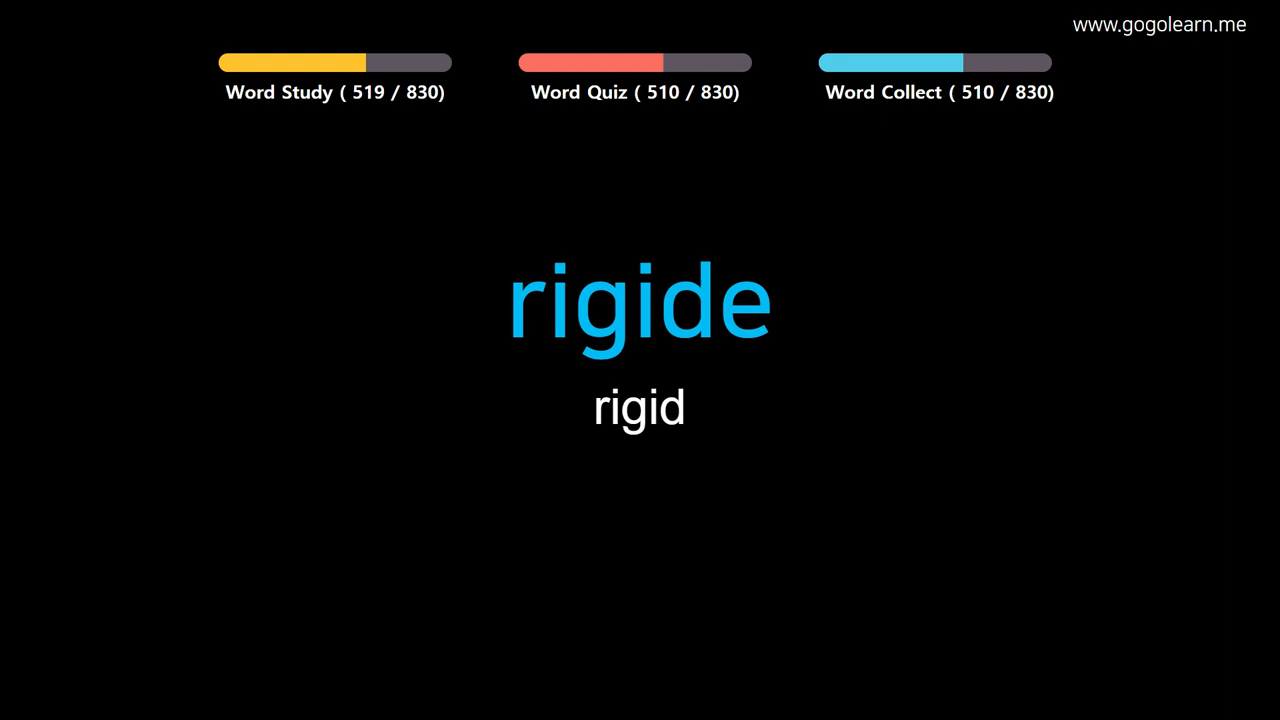 www.gogolearn.me
Word Study ( 519 / 830)
Word Quiz ( 510 / 830)
Word Collect ( 510 / 830)
rigide
rigid